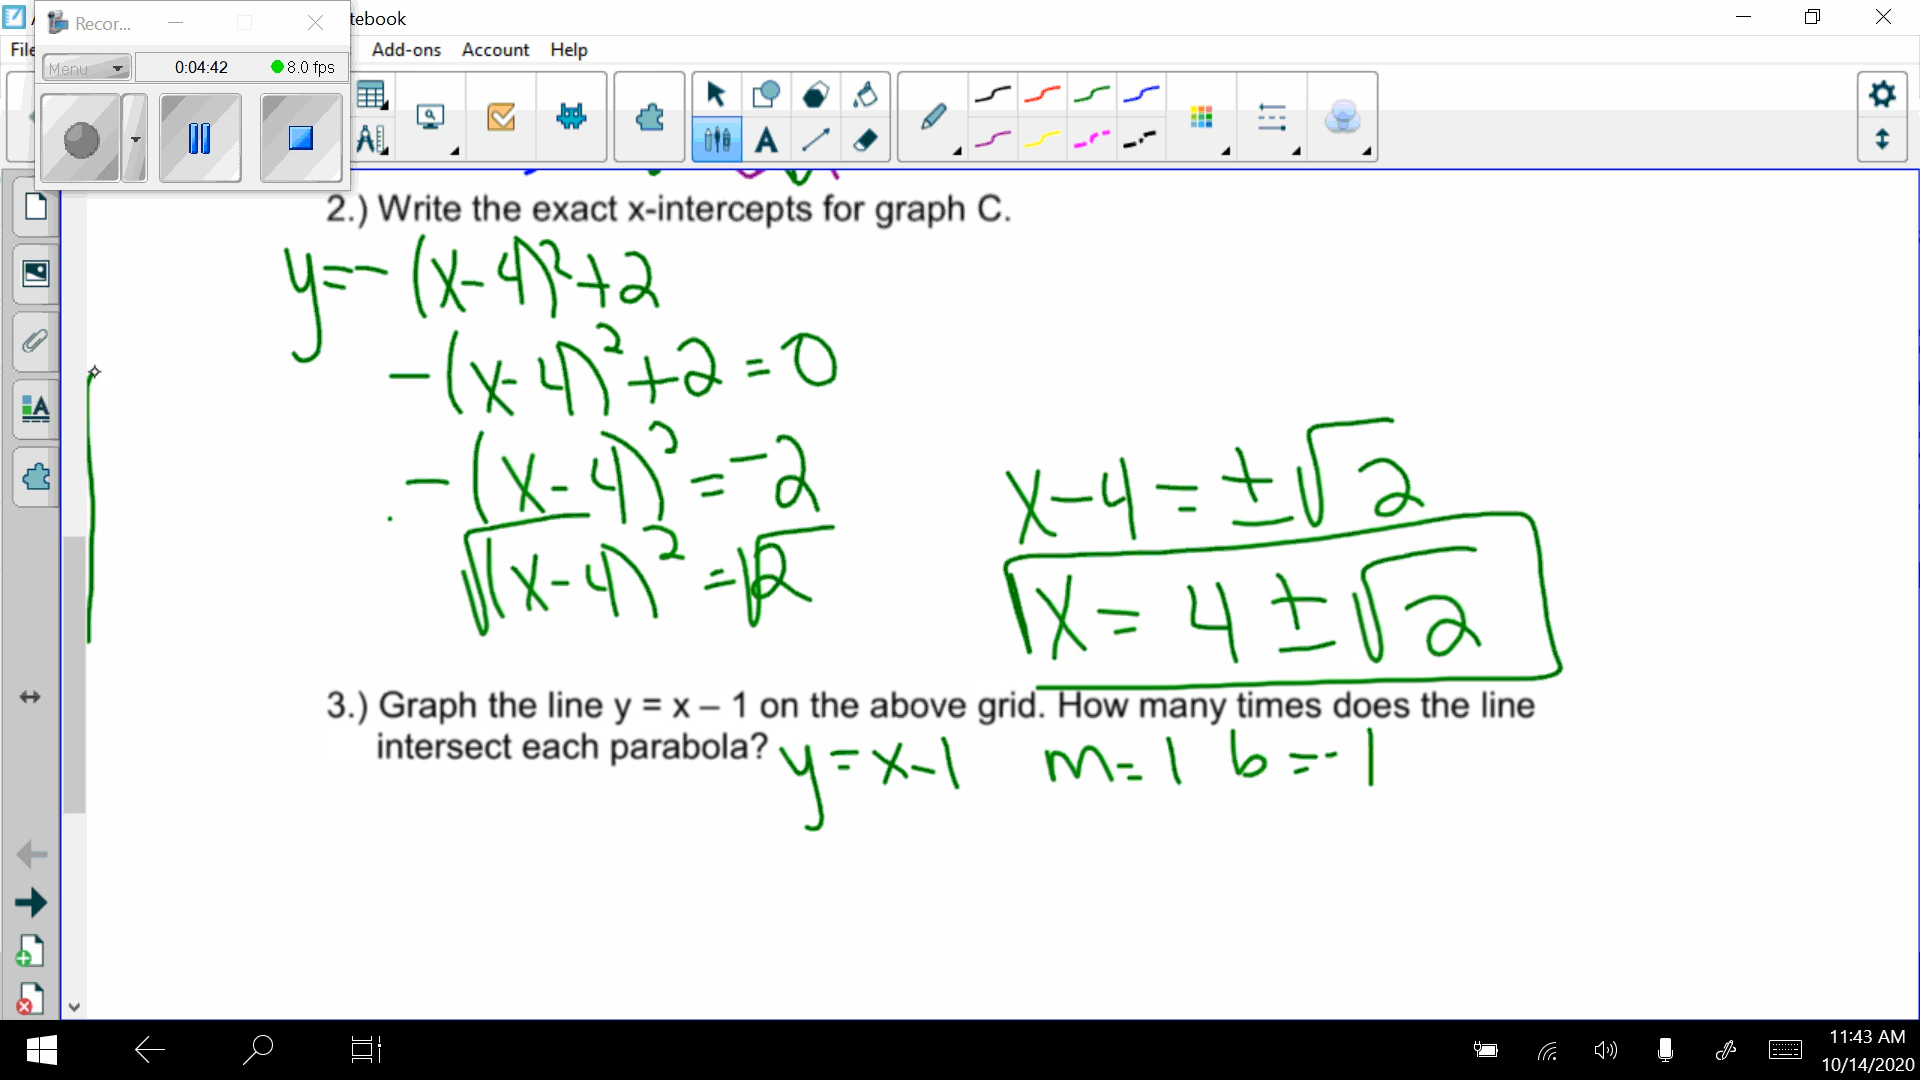 Recor...
tebook
File
Add-ons Account Help
Menu
0:04:42
8.0 fps
2.) Write the exact x-intercepts for graph C.
y=-(x-4)²+2
-(x-4)²+2=0
-(x-4)²=-2
√(x-4)²=√2
x-4=±√2
x=4±√2
3.) Graph the line y = x – 1 on the above grid. How many times does the line
intersect each parabola?
y=x-1 m=1 b=-1
11:43 AM
10/14/2020